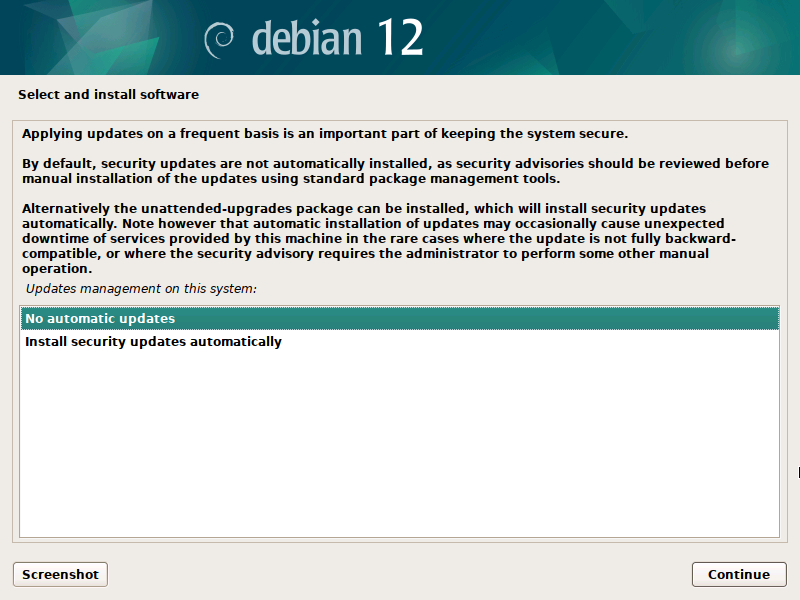 debian 12
Select and install software
Applying updates on a frequent basis is an important part of keeping the system secure.
By default, security updates are not automatically installed, as security advisories should be reviewed before
manual installation of the updates using standard package management tools.
Alternatively the unattended-upgrades package can be installed, which will install security updates
automatically. Note however that automatic installation of updates may occasionally cause unexpected
downtime of services provided by this machine in the rare cases where the update is not fully backward-
compatible, or where the security advisory requires the administrator to perform some other manual
operation.
Updates management on this system:
No automatic updates
Install security updates automatically
Screenshot
Continue